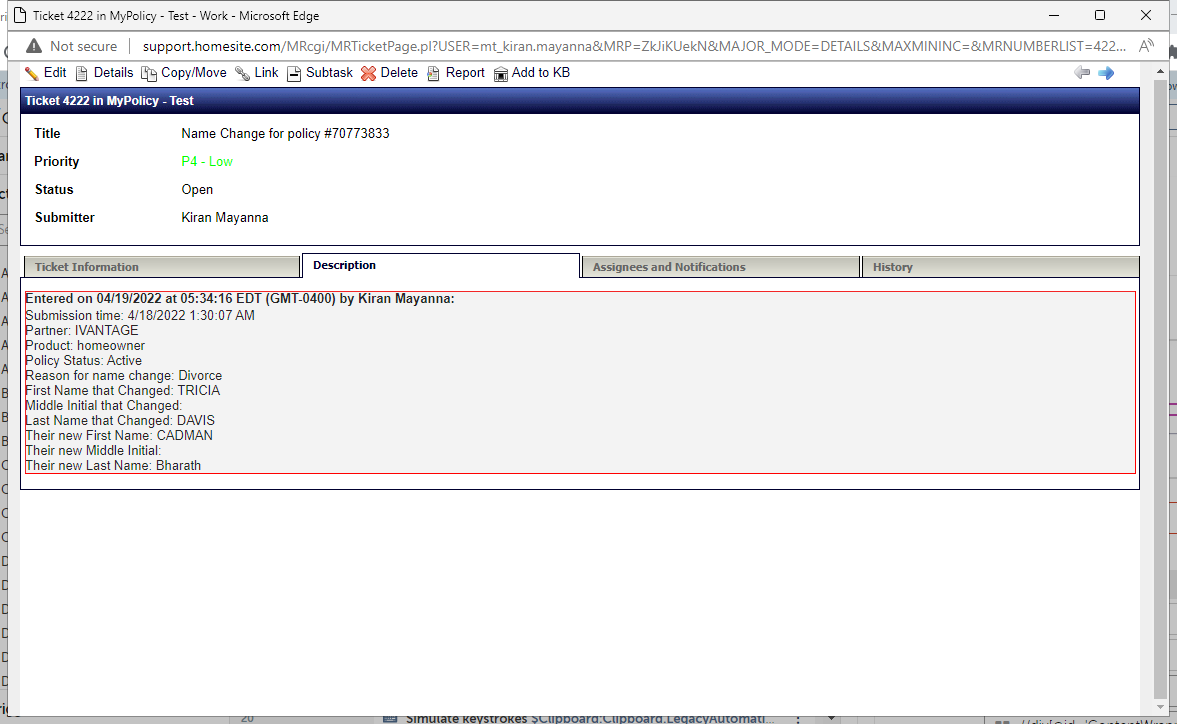 Ticket 4222 in MyPolicy - Test - Work - Microsoft Edge
Not secure support.homesite.com/MRcgi/MRTicketPage.pl?USER=mt_kiran.mayanna&MRP=ZkJiKUekN&MAJOR_MODE=DETAILS&MAXMININC=&MRNUMBERLIST=422...
Edit Details Copy/Move Link Subtask Delete Report Add to KB
Ticket 4222 in MyPolicy - Test
Title Name Change for policy #70773833
Priority P4 - Low
Status Open
Submitter Kiran Mayanna
Ticket Information Description Assignees and Notifications History
Entered on 04/19/2022 at 05:34:16 EDT (GMT-0400) by Kiran Mayanna:
Submission time: 4/18/2022 1:30:07 AM
Partner: IVANTAGE
Product: homeowner
Policy Status: Active
Reason for name change: Divorce
First Name that Changed: TRICIA
Middle Initial that Changed:
Last Name that Changed: DAVIS
Their new First Name: CADMAN
Their new Middle Initial:
Their new Last Name: Bharath
20 Simulate keystrokes $Clipboard:Clipboard.LegacyAutomati...